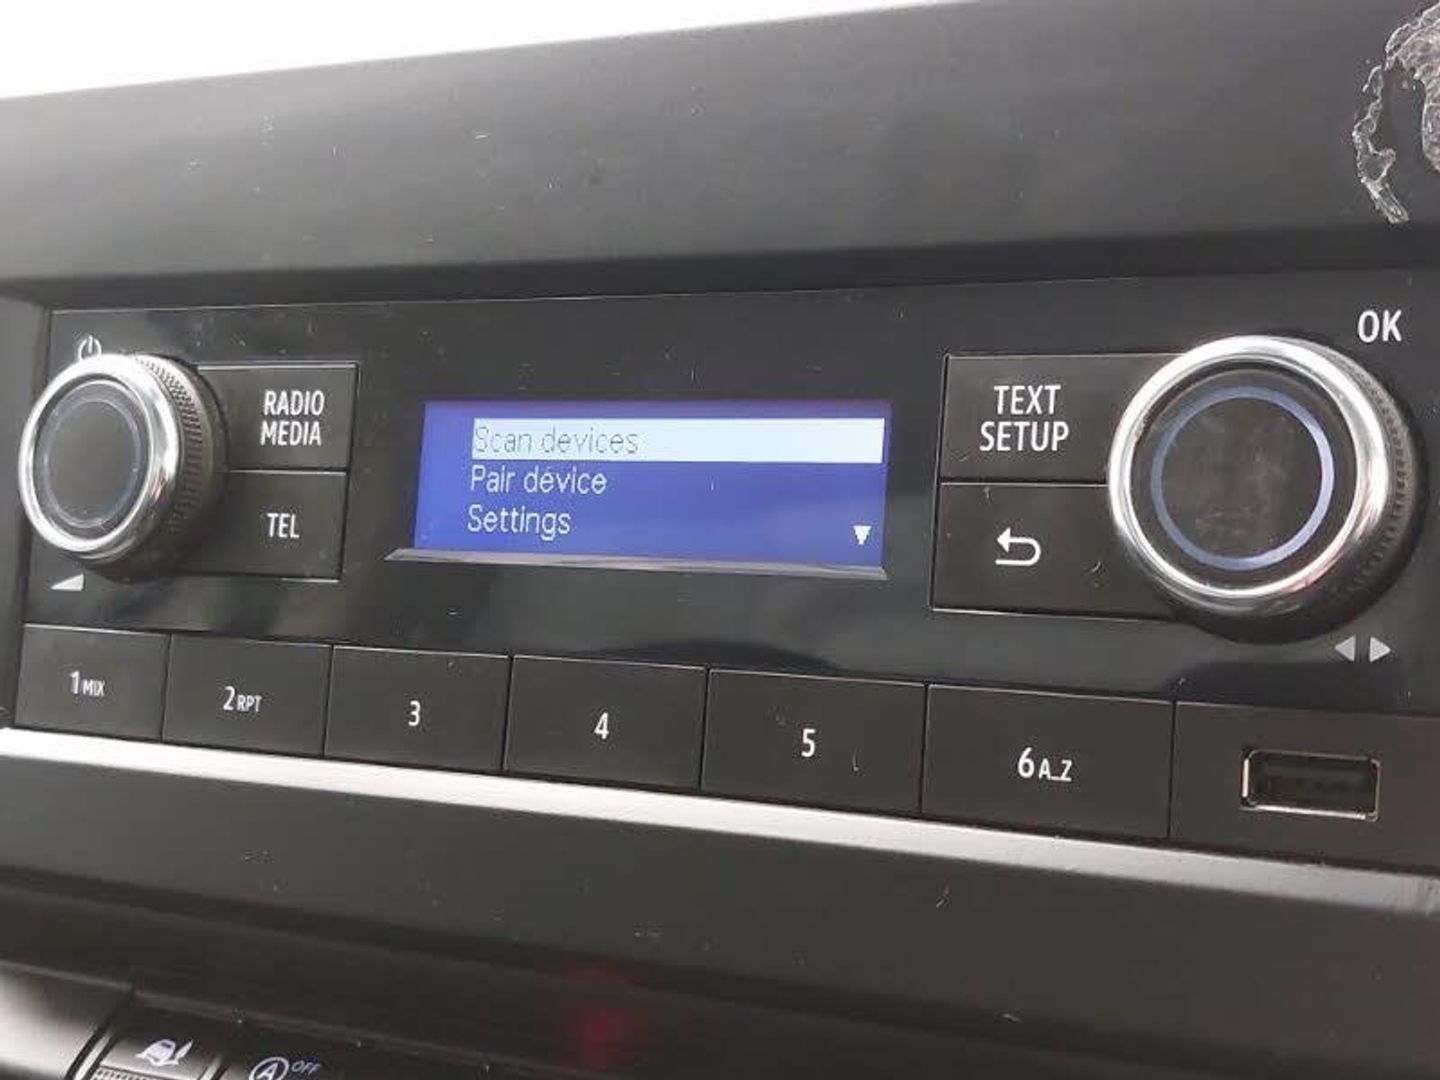 OK
RADIO
MEDIA
TEL
Scan devices
Pair device
Settings
TEXT
SETUP
1 MIX
2 RPT
3
4
5
6 A_Z
A OFF